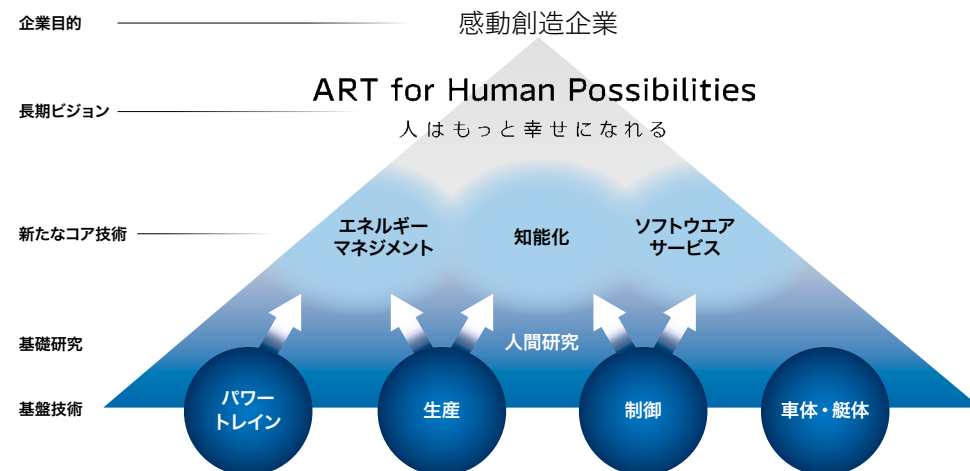 企業目的
感動創造企業
長期ビジョン
ART for Human Possibilities
人はもっと幸せになれる
新たなコア技術
エネルギー
マネジメント
知能化
ソフトウエア
サービス
基礎研究
人間研究
基盤技術
パワー
トレイン
生産
制御
車体・艇体